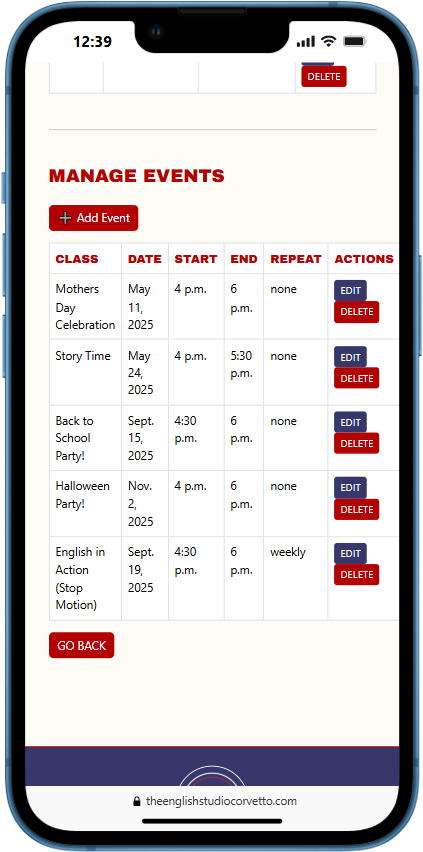 12:39
DELETE
MANAGE EVENTS
Add Event
CLASS DATE START END REPEAT ACTIONS
Mothers May 4 p.m. 6 none EDIT
Day 11, p.m. DELETE
Celebration 2025
Story Time May 4 p.m. 5:30 none EDIT
24, p.m. DELETE
2025
Back to Sept. 4:30 6 none EDIT
School 15, p.m. p.m. DELETE
Party! 2025
Halloween Nov. 4 p.m. 6 none EDIT
Party! 2, p.m. DELETE
2025
English in Sept. 4:30 6 weekly EDIT
Action 19, p.m. p.m. DELETE
(Stop 2025
Motion)
GO BACK
theenglishstudiocorvetto.com